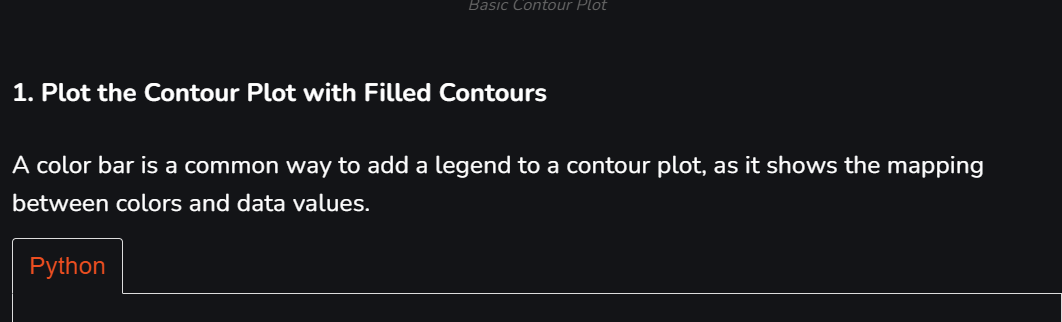 Basic Contour Plot
1. Plot the Contour Plot with Filled Contours
A color bar is a common way to add a legend to a contour plot, as it shows the mapping
between colors and data values.
Python